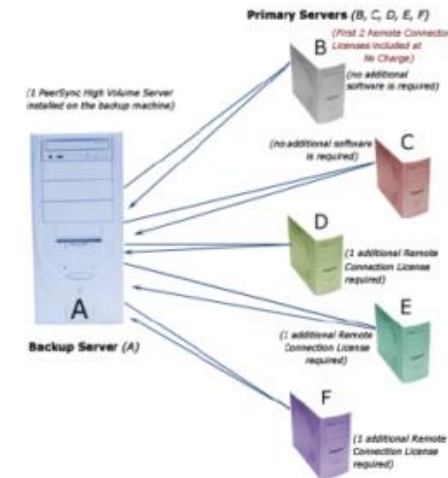 Primary Servers (B, C, D, E, F)
(First 2 Remote Connector
Licenses included at
No Charge)
B
(no additional
software is required)
(1 PeerSync High Volume Server
installed on the backup machine)
(no additional software
is required)
C
D
(1 additional Remote
Connection License
required)
A
E
(1 additional Remote
Connection License
required)
Backup Server (A)
F
(1 additional Remote
Connection License
required)